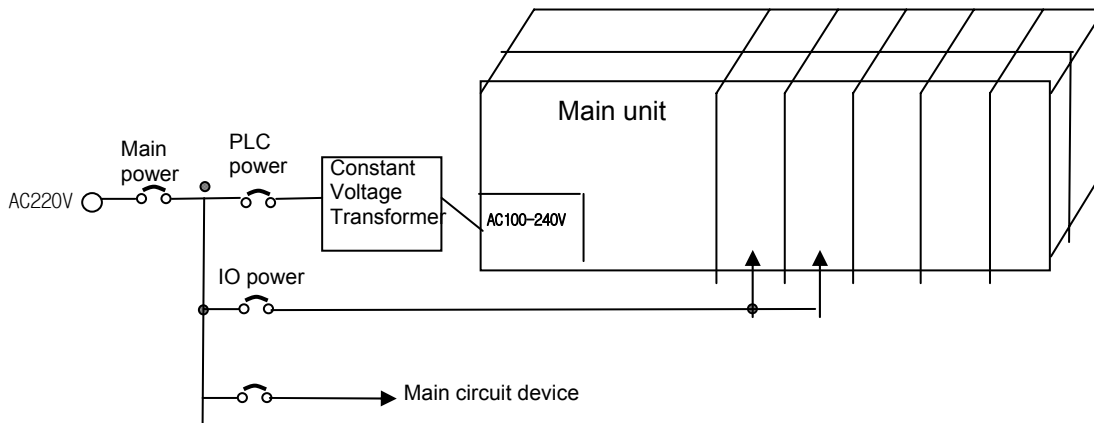 Main unit
Main
power
PLC
power
Constant
Voltage
Transformer
AC220V
AC100-240V
IO power
Main circuit device